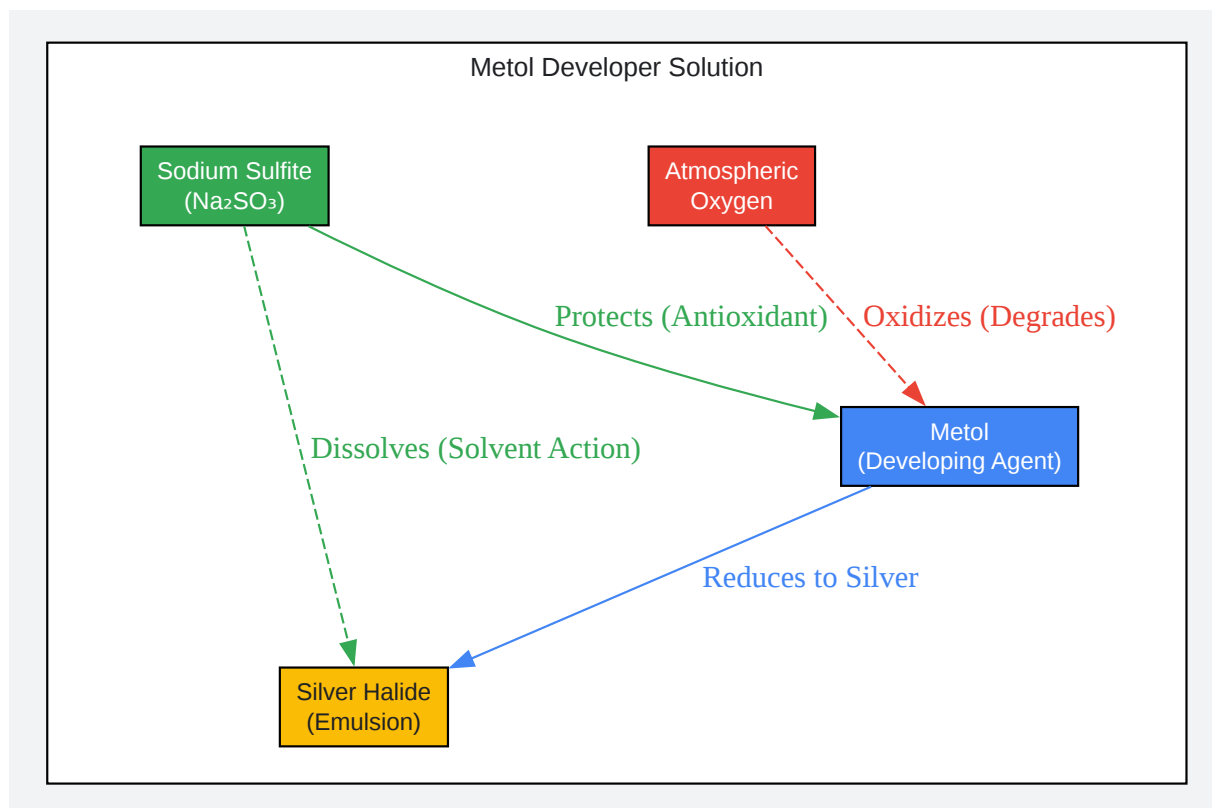 Metol Developer Solution
Sodium Sulfite
(Na₂SO₃)
Atmospheric
Oxygen
Protects (Antioxidant)
Oxidizes (Degrades)
Dissolves (Solvent Action)
Metol
(Developing Agent)
Reduces to Silver
Silver Halide
(Emulsion)